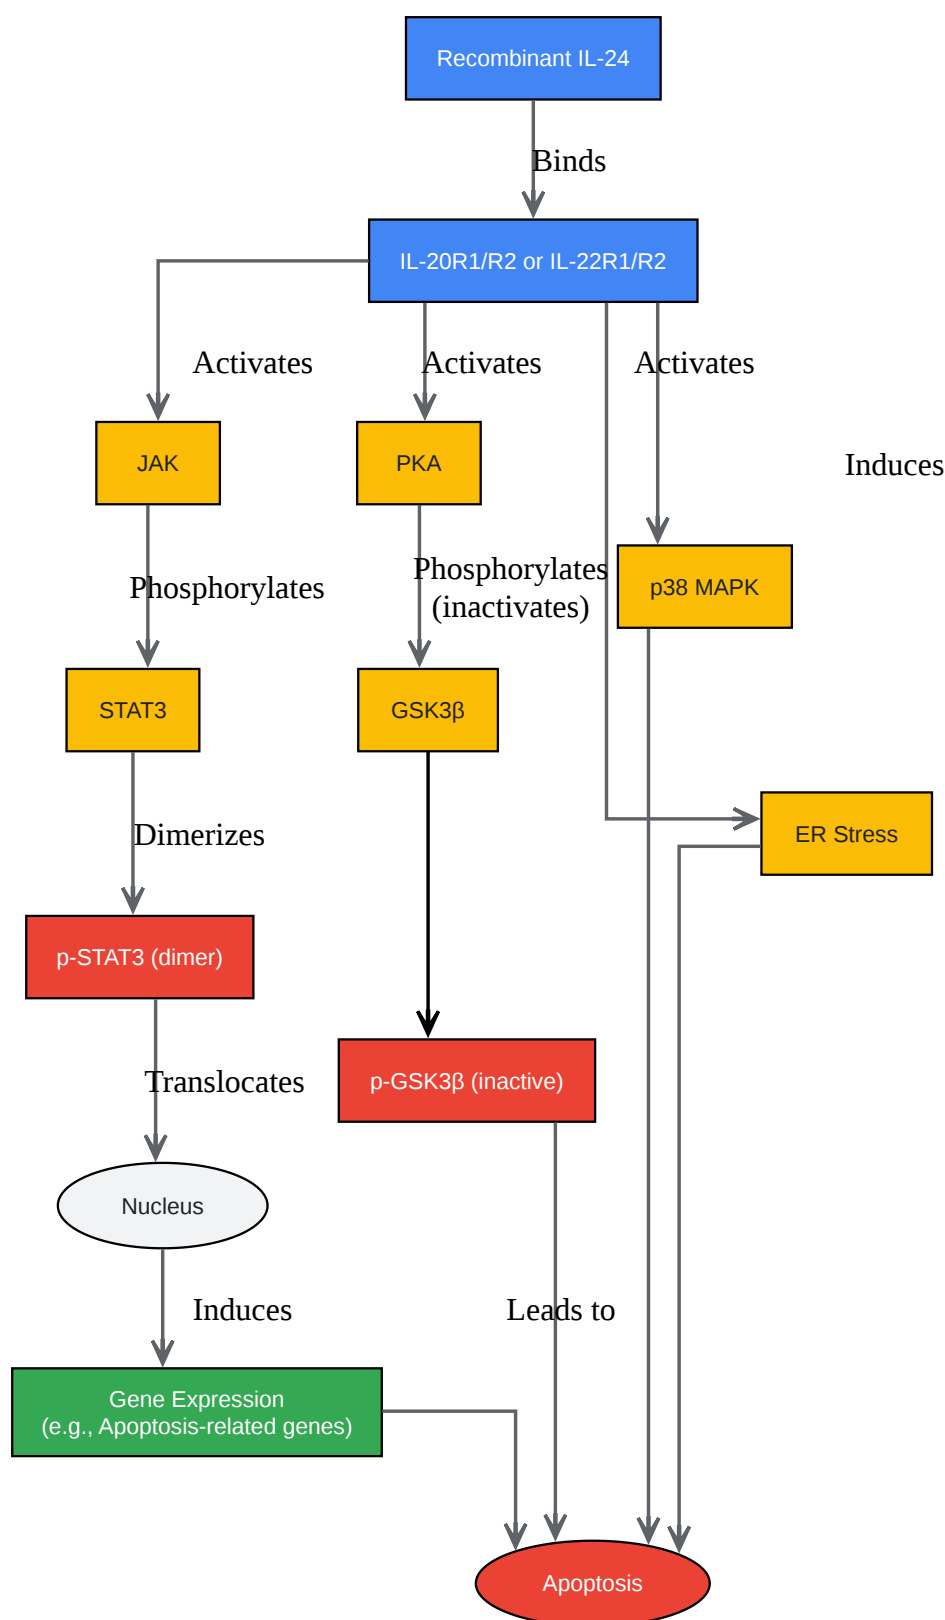 Recombinant IL-24
Binds
IL-20R1/R2 or IL-22R1/R2
Activates
Activates
Activates
JAK
PKA
Induces
Phosphorylates
Phosphorylates
(inactivates)
p38 MAPK
STAT3
GSK3β
Dimerizes
ER Stress
p-STAT3 (dimer)
Translocates
p-GSK3β (inactive)
Nucleus
Induces
Leads to
Gene Expression
(e.g., Apoptosis-related genes)
Apoptosis